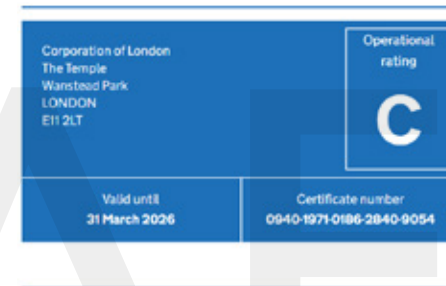 Corporation of London
The Temple
Wanstead Park
LONDON
E11 2LT
Operational
rating
C
Valid until
31 March 2026
Certificate number
0940-1971-0186-2840-9054